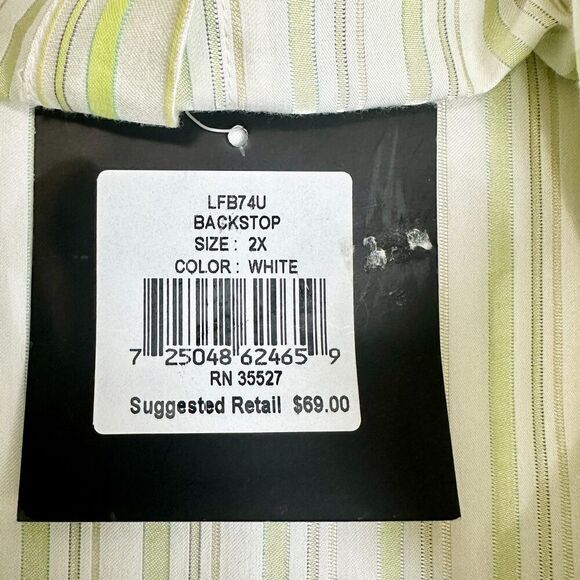 LFB74U
BACKSTOP
SIZE : 2X
COLOR : WHITE
7 25048 62465 9
RN 35527
Suggested Retail $69.00